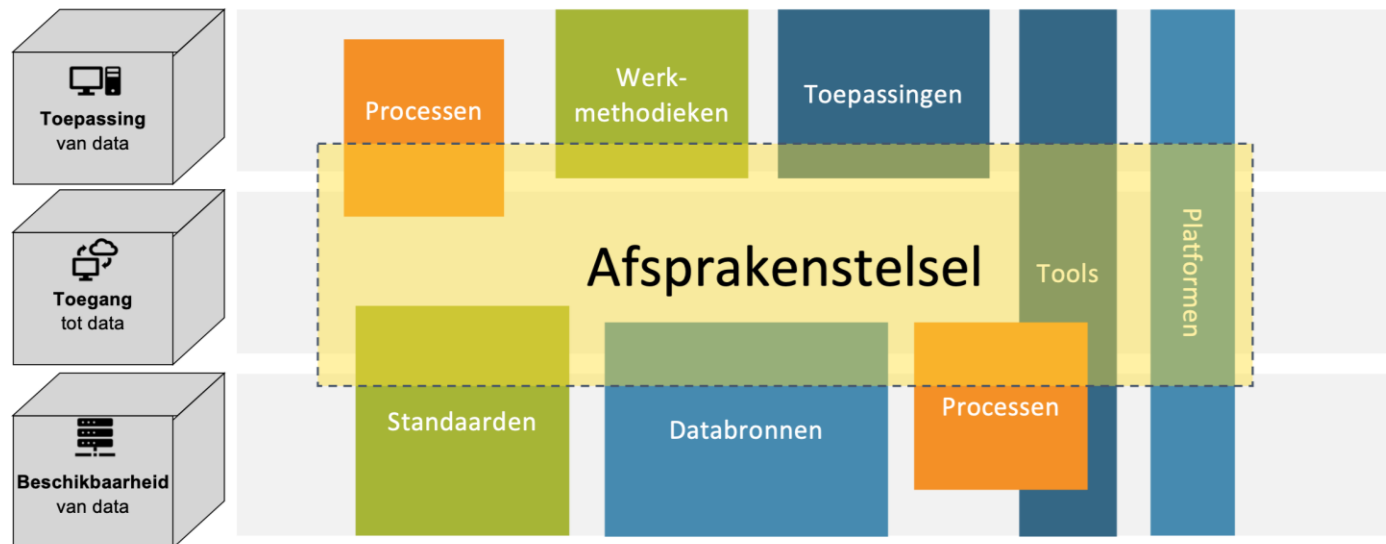 Toepassing
van data
Processen
Werk-
methodieken
Toepassingen
Toegang
tot data
Afsprakenstelsel
Tools
Platformen
Beschikbaarheid
van data
Standaarden
Databronnen
Processen